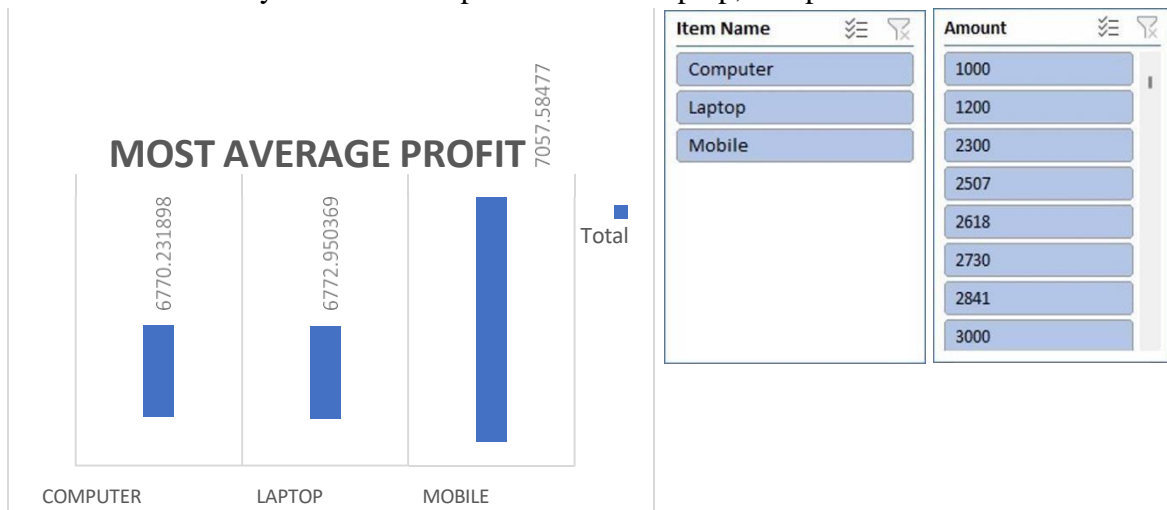 MOST AVERAGE PROFIT
6770.231898
6772.950369
7057.58477
Total
COMPUTER
LAPTOP
MOBILE
Item Name
Computer
Laptop
Mobile
Amount
1000
1200
2300
2507
2618
2730
2841
3000